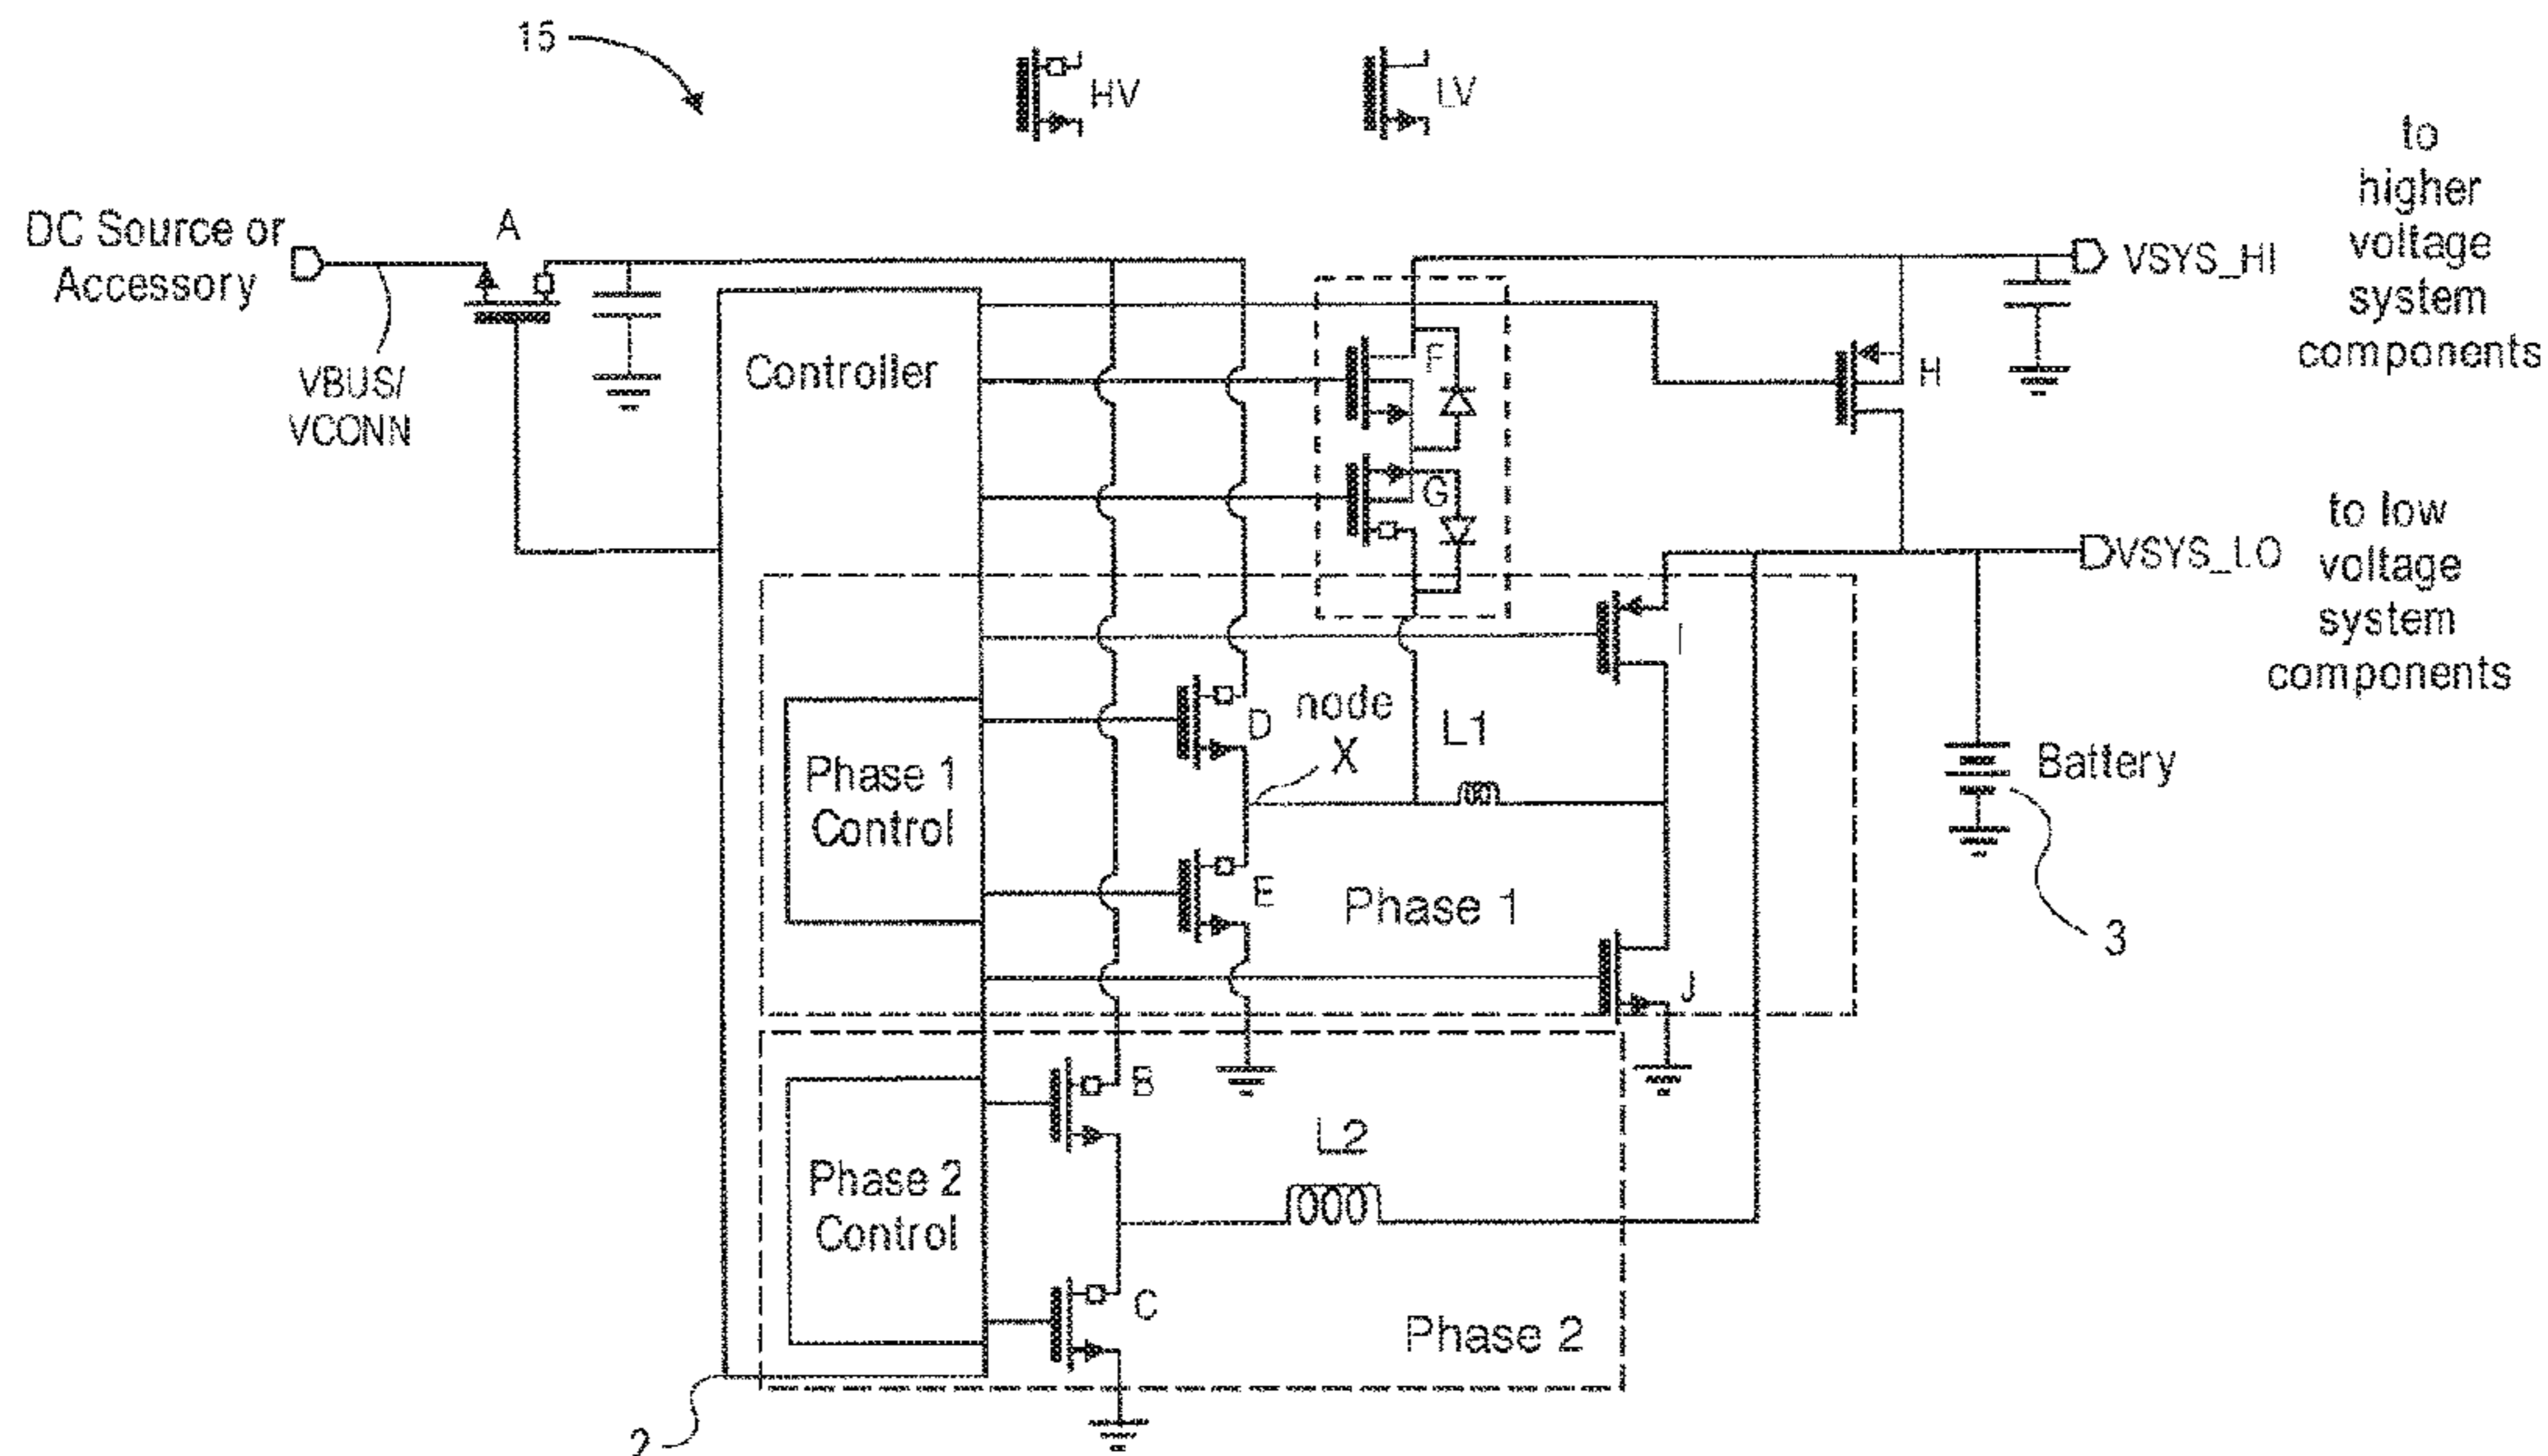 15
HV
LV
to
higher
voltage
system
components
DC Source or
Accessory
A
VSYS_HI
VBUS/
VCONN
Controller
F
H
G
to low
voltage
system
components
VSYS_LO
I
D
node
X
L1
Phase 1
Control
Battery
E
Phase 1
3
J
B
L2
Phase 2
Control
C
Phase 2
2